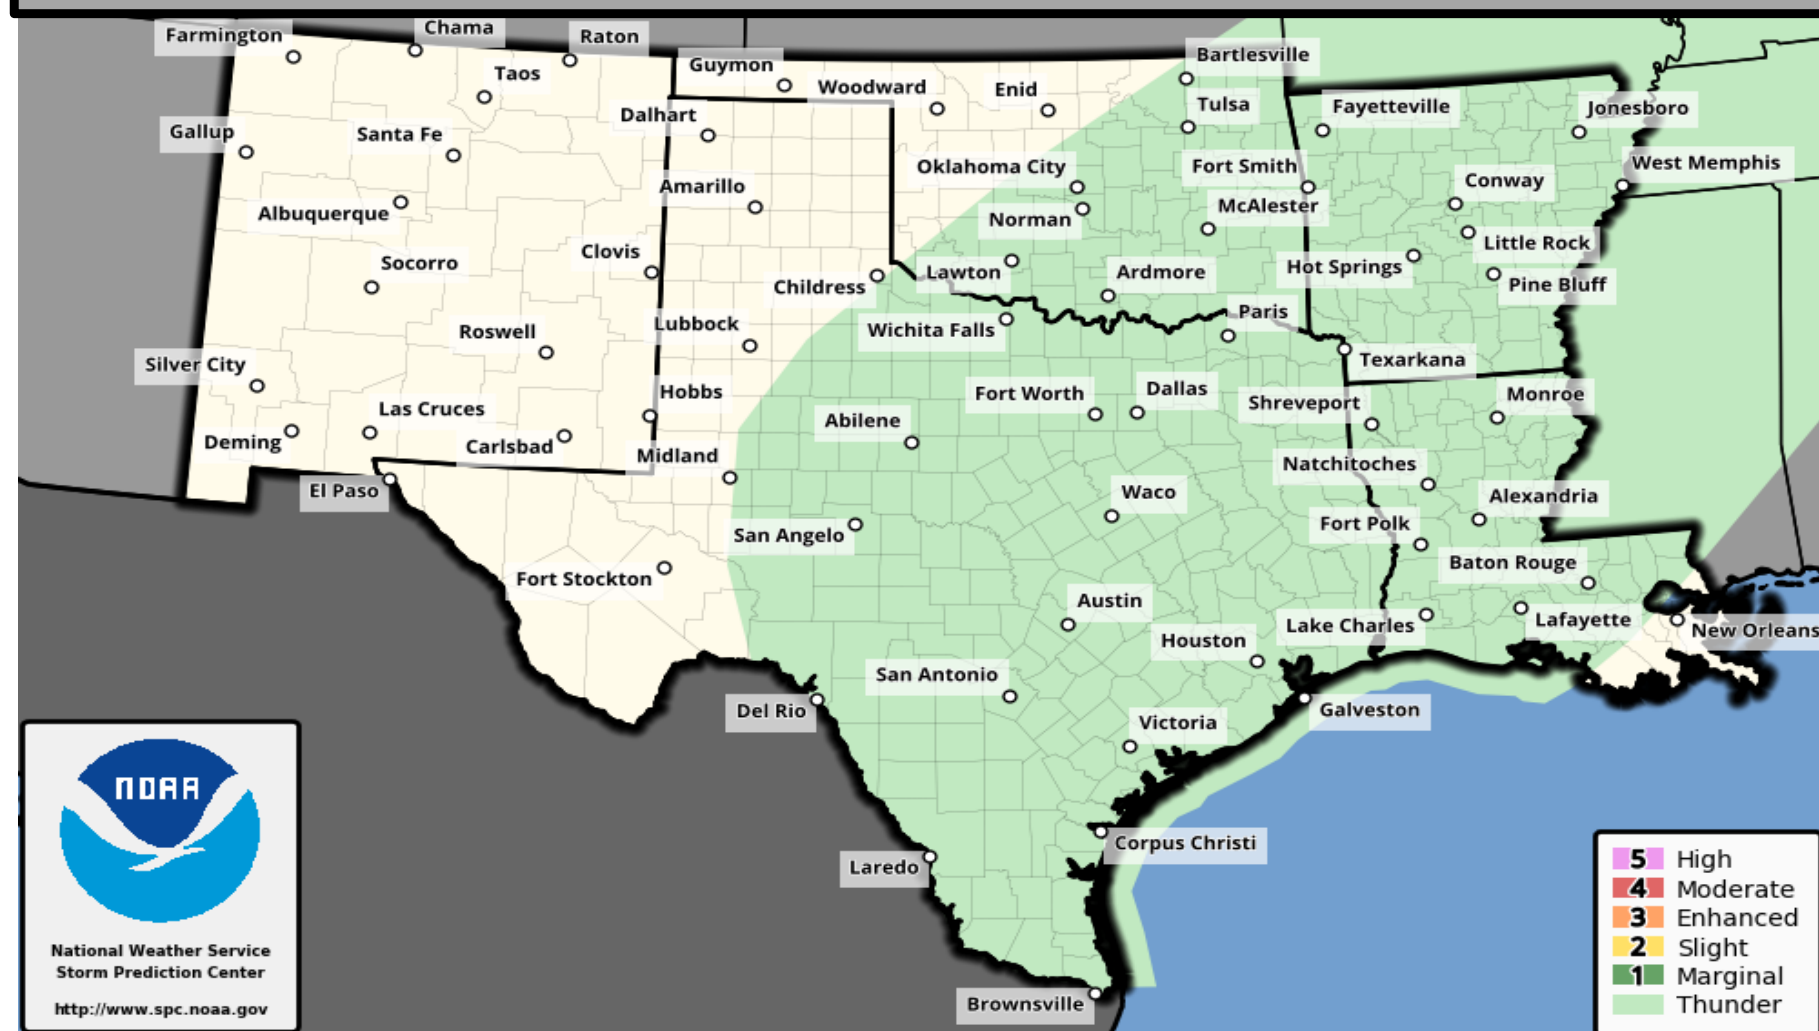 Farmington
Chama
Raton
Taos
Guymon
Woodward
Enid
Bartlesville
Tulsa
Fayetteville
Jonesboro
Gallup
Santa Fe
Dalhart
Oklahoma City
Fort Smith
Conway
West Memphis
Albuquerque
Amarillo
Norman
McAlester
Little Rock
Socorro
Clovis
Childress
Lawton
Ardmore
Hot Springs
Pine Bluff
Roswell
Lubbock
Wichita Falls
Paris
Texarkana
Silver City
Las Cruces
Hobbs
Abilene
Fort Worth
Dallas
Shreveport
Monroe
Deming
Carlsbad
Midland
Natchitoches
El Paso
Waco
Alexandria
San Angelo
Fort Polk
Fort Stockton
Baton Rouge
Austin
Houston
Lake Charles
Lafayette
New Orleans
San Antonio
Del Rio
Victoria
Galveston
Corpus Christi
Laredo
Brownsville
NOAA
National Weather Service
Storm Prediction Center
http://www.spc.noaa.gov
5 High
4 Moderate
3 Enhanced
2 Slight
1 Marginal
Thunder